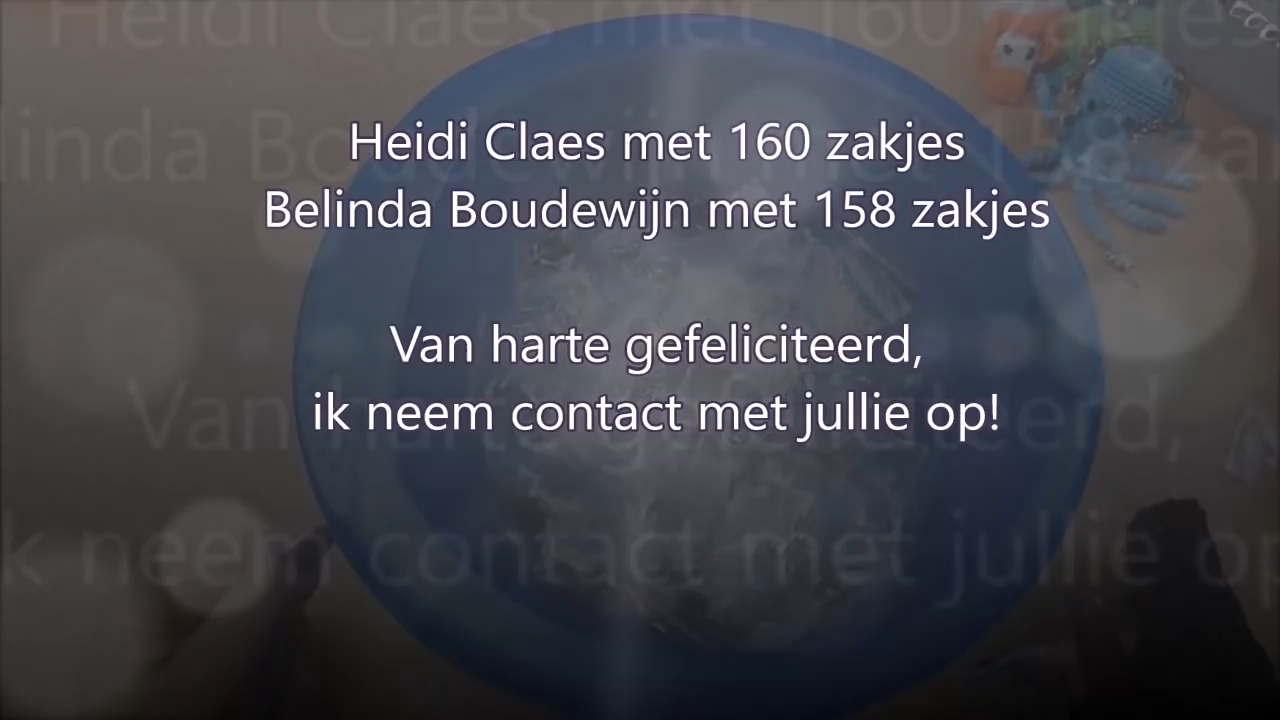 Heidi Claes met 160 zakjes
Belinda Boudewijn met 158 zakjes
Van harte gefeliciteerd,
ik neem contact met jullie op!